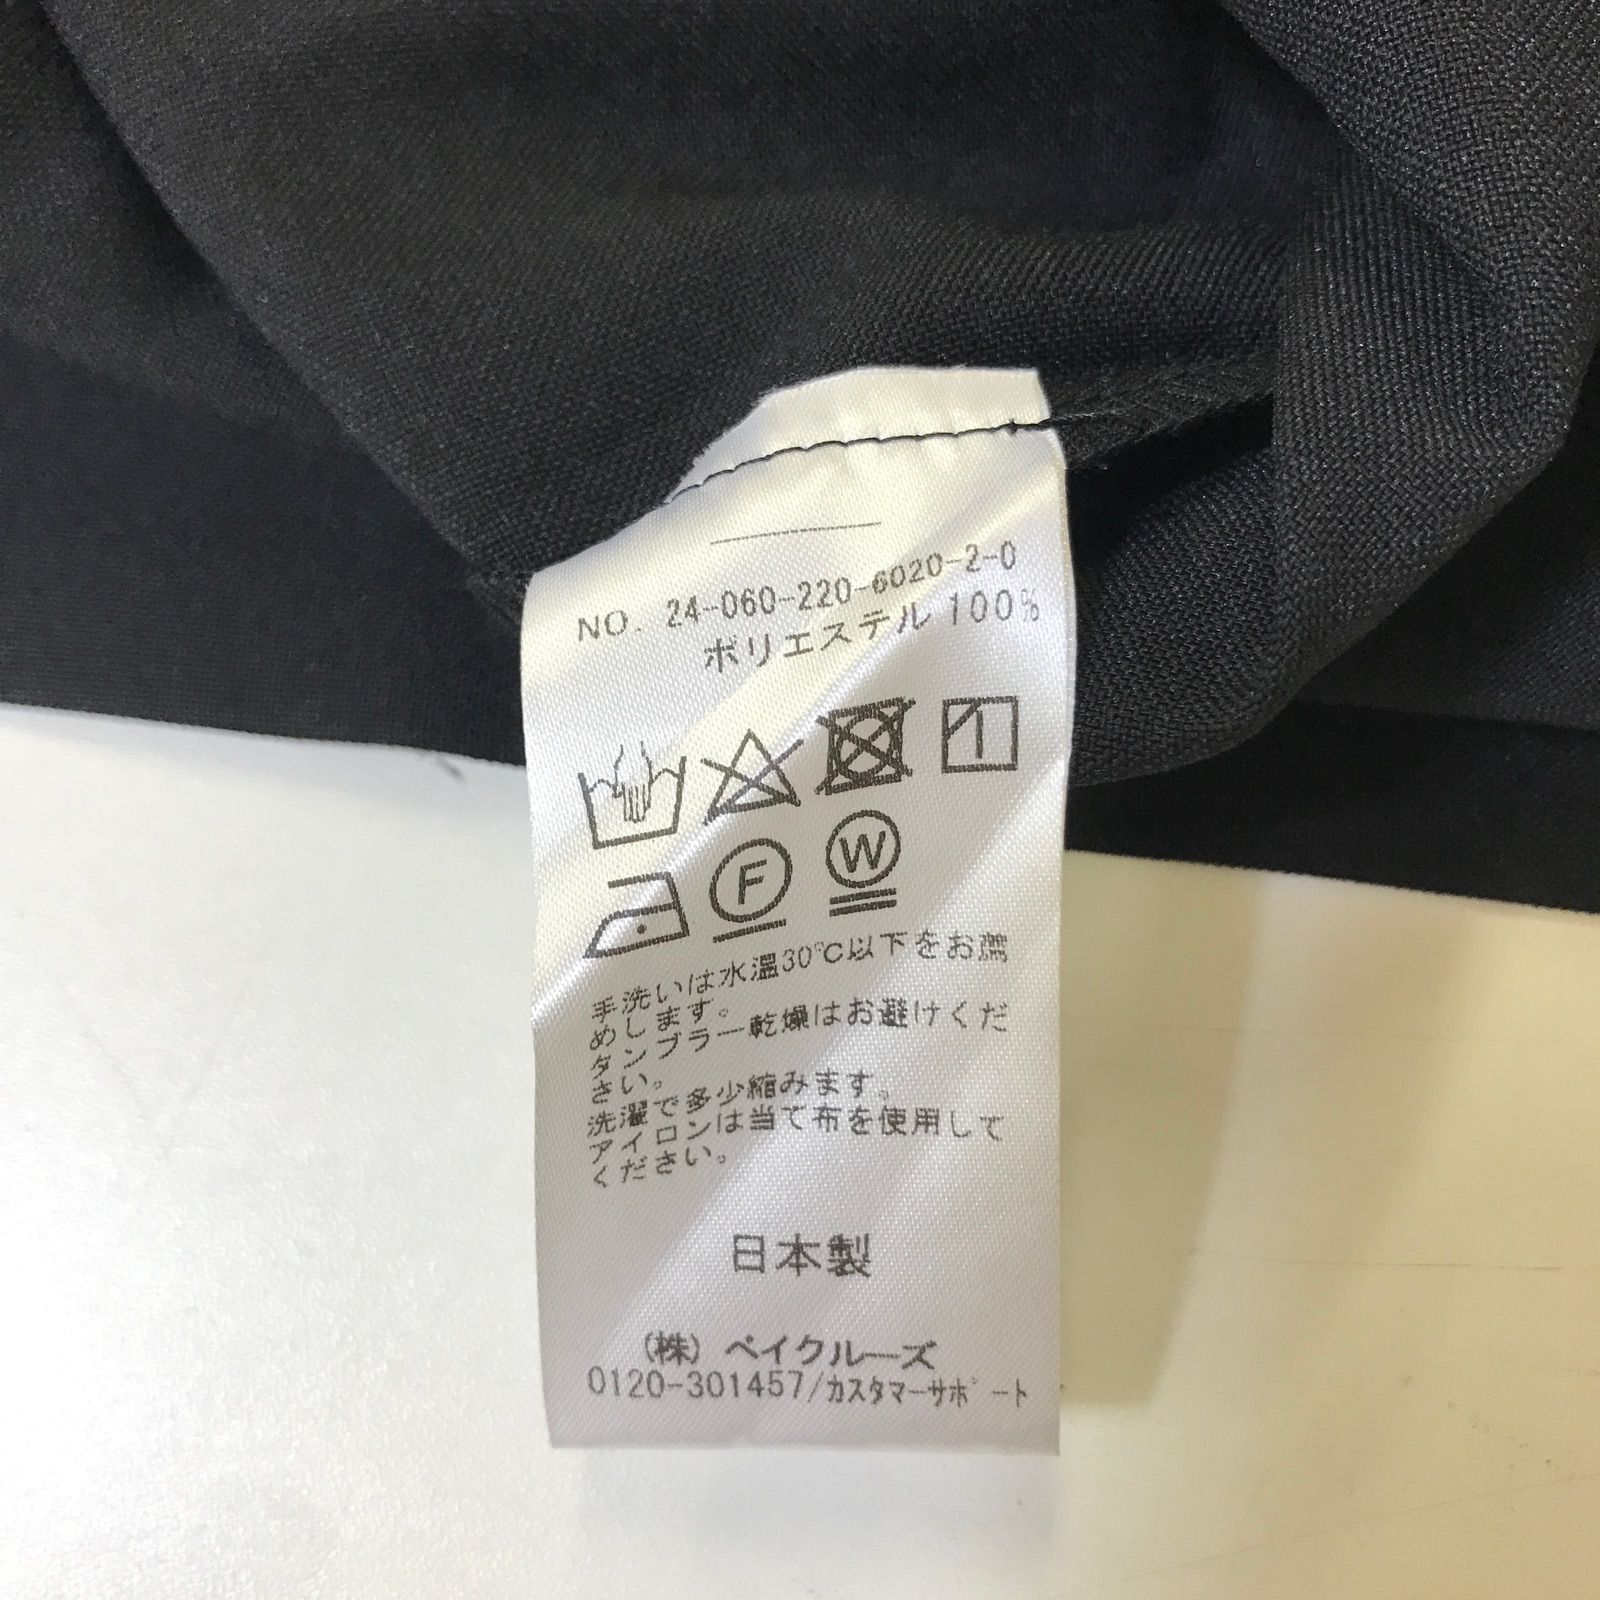 NO. 24-060-220-6020-2-0
ポリエステル 100%
F
W
手洗いは水温30℃以下をお薦
めします。
タンブラー乾燥はお避けくだ
さい。
洗濯で多少縮みます。
アイロンは当て布を使用して
ください。
日本製
(株) ベイクルーズ
0120-301457/カスタマーサポート